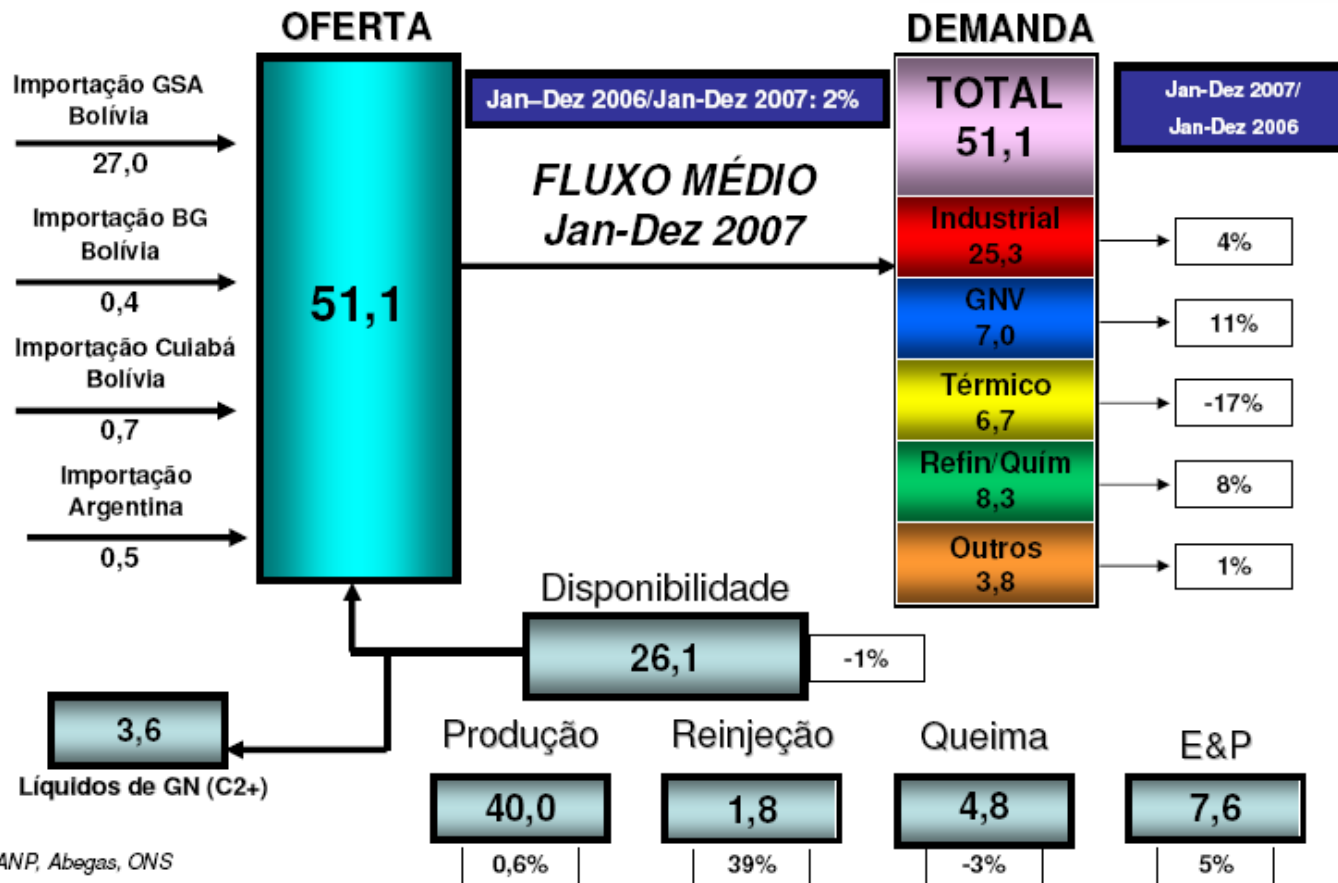 OFERTA
DEMANDA
Importação GSA
Bolívia
27,0
Importação BG
Bolívia
0,4
Importação Cuiabá
Bolívia
0,7
Importação
Argentina
0,5
51,1
Jan–Dez 2006/Jan-Dez 2007: 2%
FLUXO MÉDIO
Jan-Dez 2007
TOTAL
51,1
Jan-Dez 2007/
Jan-Dez 2006
Industrial
25,3
4%
GNV
7,0
11%
Térmico
6,7
-17%
Refin/Quím
8,3
8%
Outros
3,8
1%
Disponibilidade
26,1
-1%
3,6
Líquidos de GN (C2+)
Produção
40,0
0,6%
Reinjeção
1,8
39%
Queima
4,8
-3%
E&P
7,6
5%
ANP, Abegas, ONS